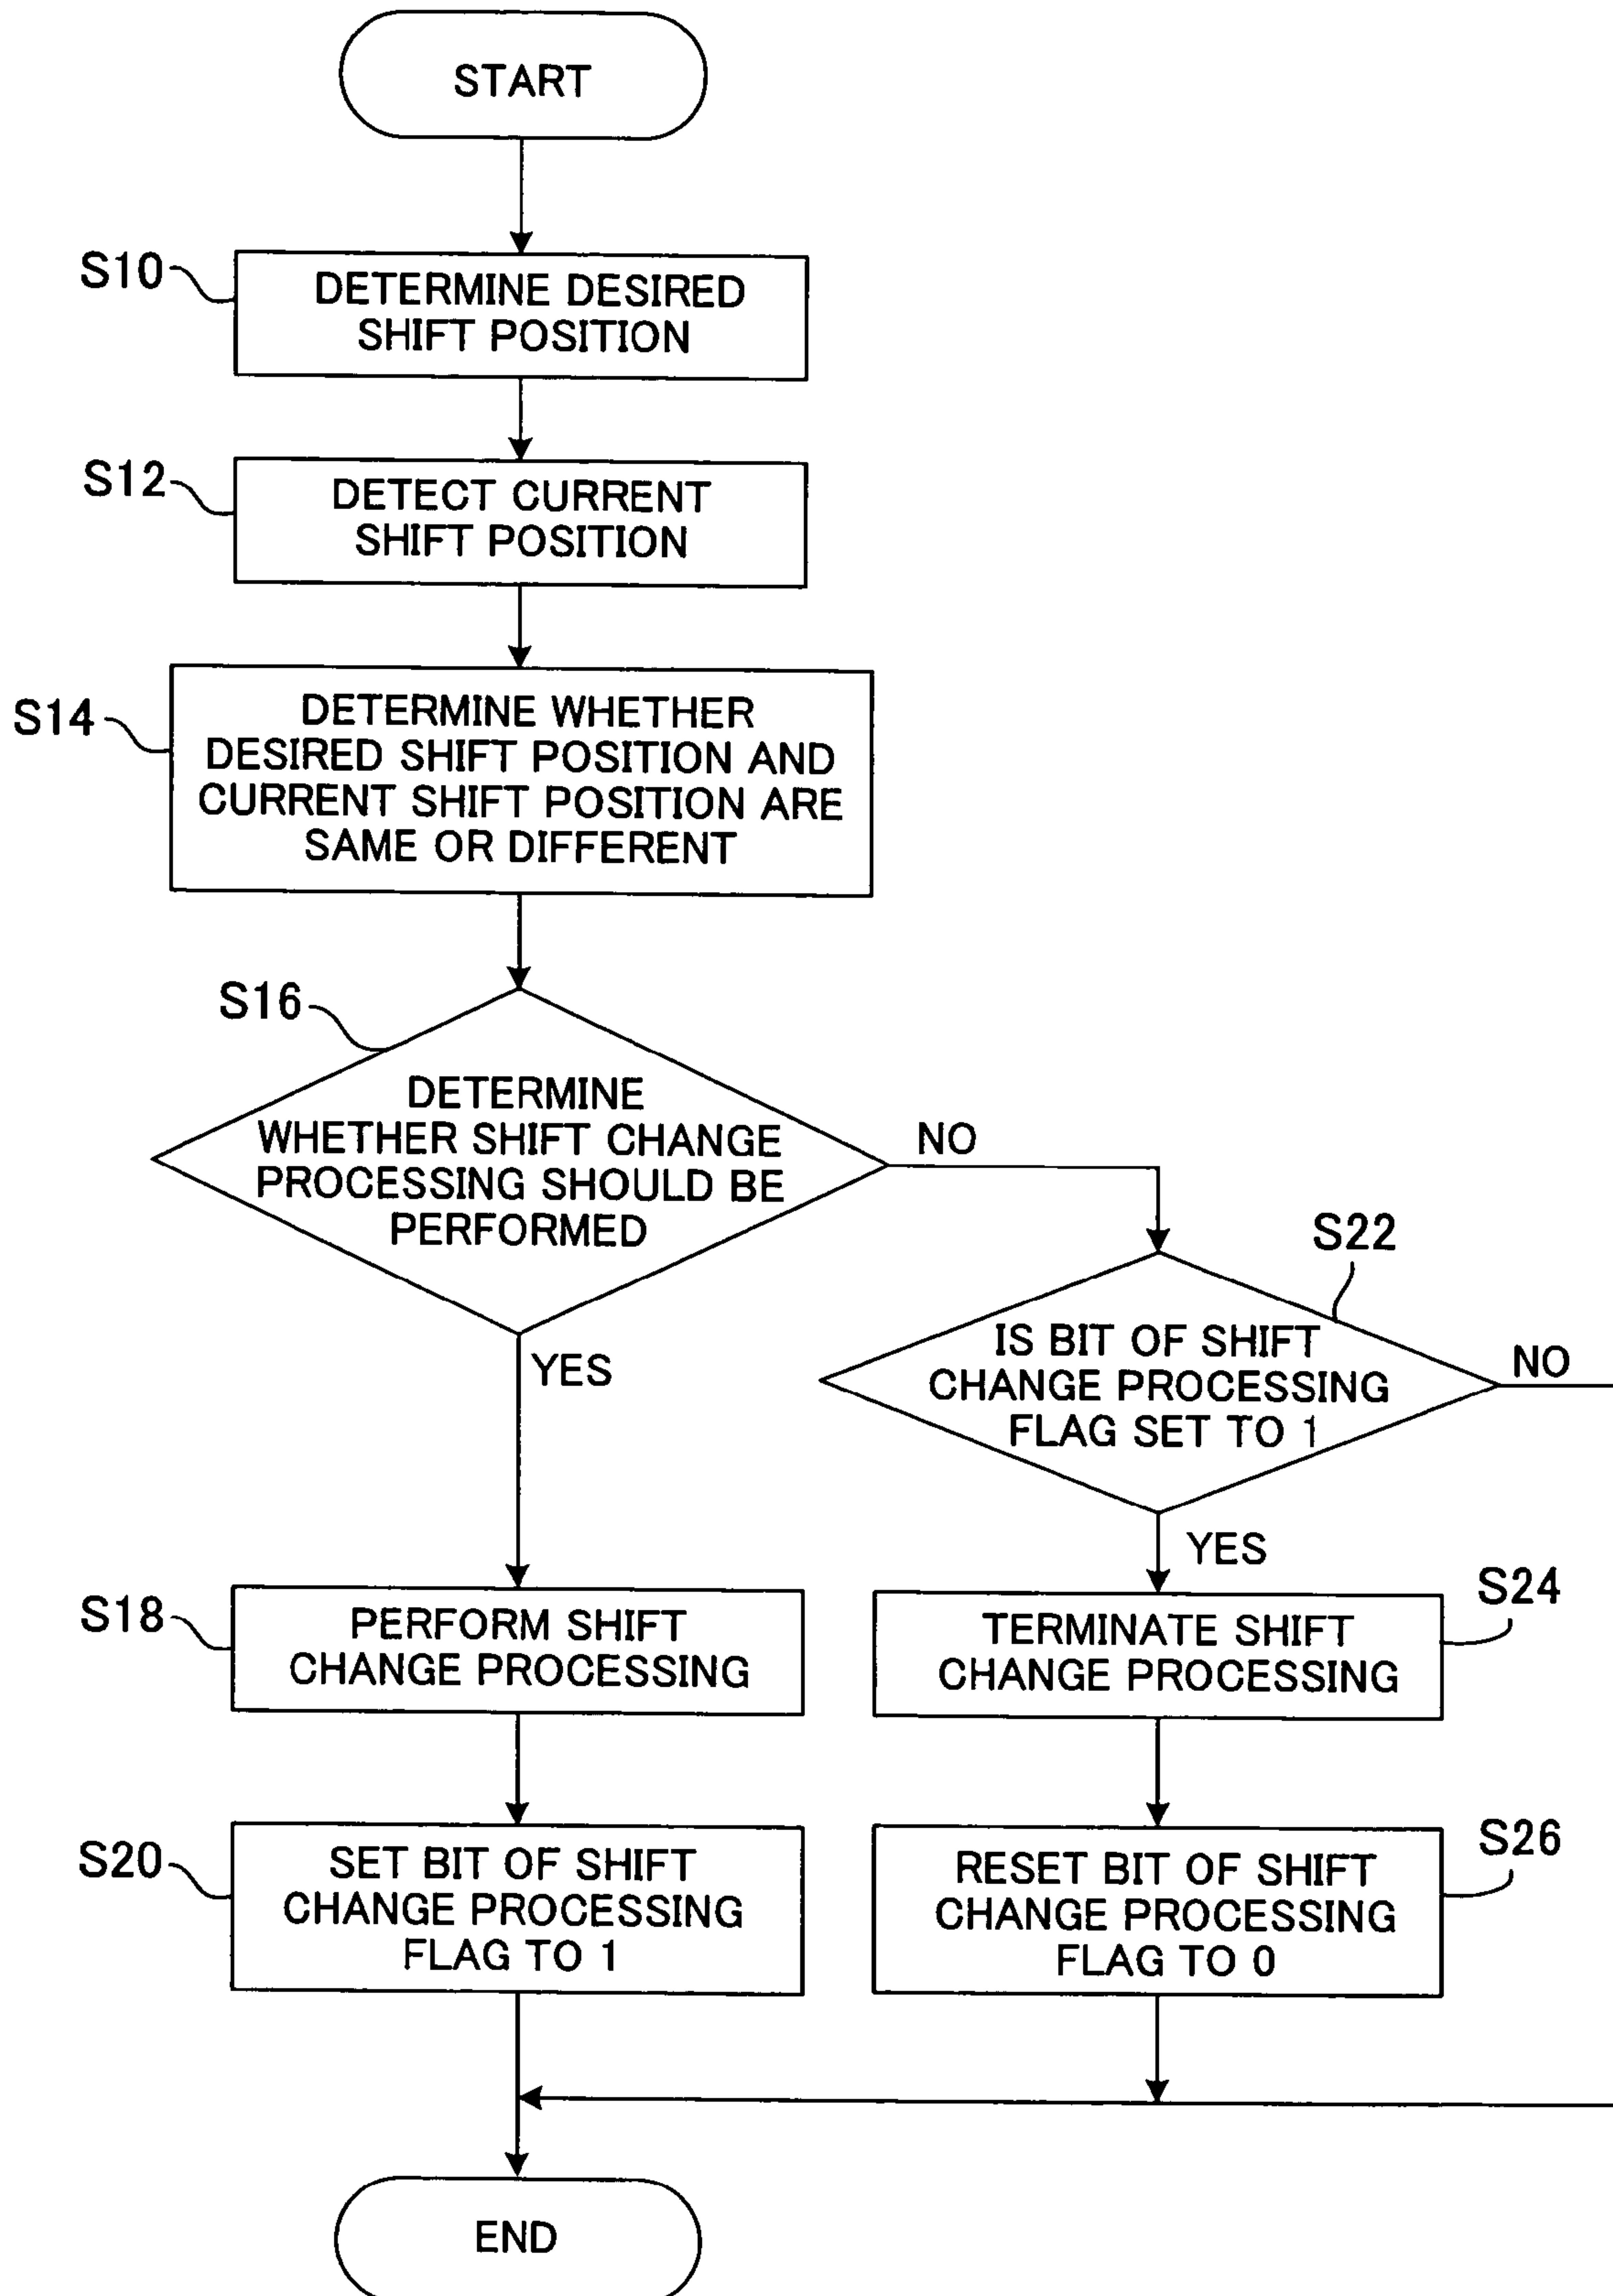 START
S10
DETERMINE DESIRED
SHIFT POSITION
S12
DETECT CURRENT
SHIFT POSITION
S14
DETERMINE WHETHER
DESIRED SHIFT POSITION AND
CURRENT SHIFT POSITION ARE
SAME OR DIFFERENT
S16
DETERMINE
WHETHER SHIFT CHANGE
PROCESSING SHOULD BE
PERFORMED
NO
YES
S22
IS BIT OF SHIFT
CHANGE PROCESSING
FLAG SET TO 1
NO
YES
S18
PERFORM SHIFT
CHANGE PROCESSING
S24
TERMINATE SHIFT
CHANGE PROCESSING
S20
SET BIT OF SHIFT
CHANGE PROCESSING
FLAG TO 1
S26
RESET BIT OF SHIFT
CHANGE PROCESSING
FLAG TO 0
END